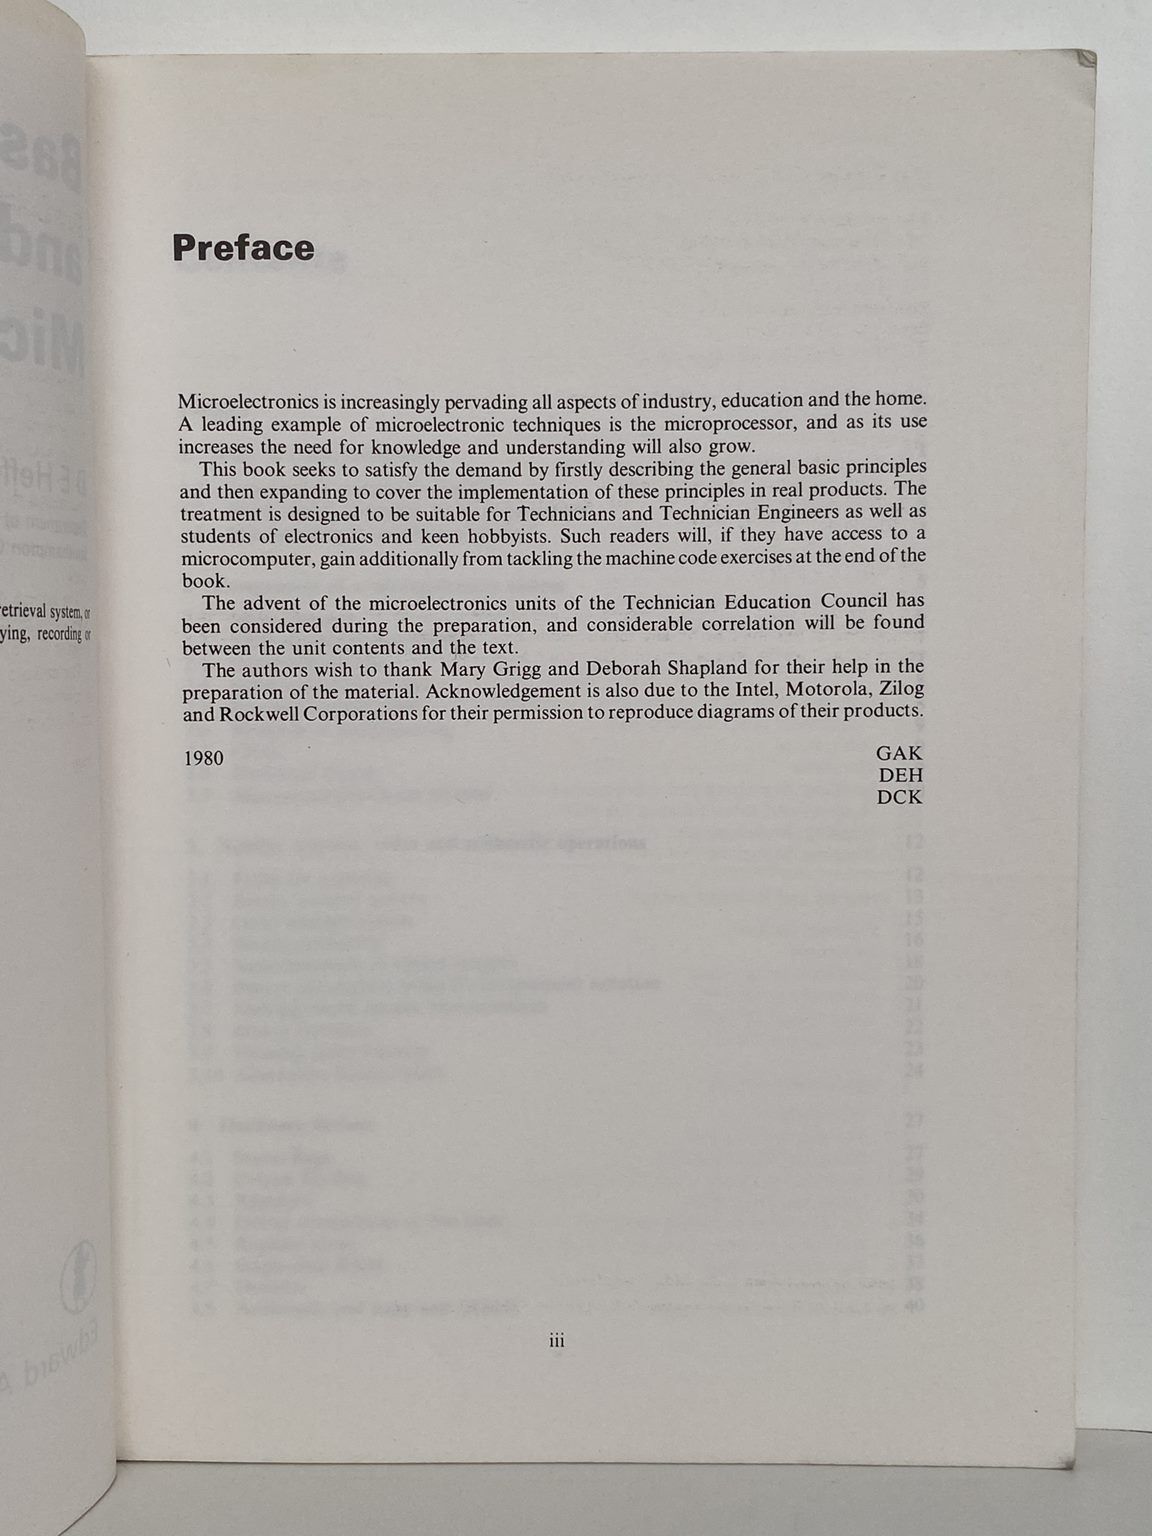 Preface
Microelectronics is increasingly pervading all aspects of industry, education and the home.
A leading example of microelectronic techniques is the microprocessor, and as its use
increases the need for knowledge and understanding will also grow.
This book seeks to satisfy the demand by firstly describing the general basic principles
and then expanding to cover the implementation of these principles in real products. The
treatment is designed to be suitable for Technicians and Technician Engineers as well as
students of electronics and keen hobbyists. Such readers will, if they have access to a
microcomputer, gain additionally from tackling the machine code exercises at the end of the
book.
The advent of the microelectronics units of the Technician Education Council has
been considered during the preparation, and considerable correlation will be found
between the unit contents and the text.
The authors wish to thank Mary Grigg and Deborah Shapland for their help in the
preparation of the material. Acknowledgement is also due to the Intel, Motorola, Zilog
and Rockwell Corporations for their permission to reproduce diagrams of their products.
1980
GAK
DEH
DCK
iii
etrieval system, or
ying, recording or